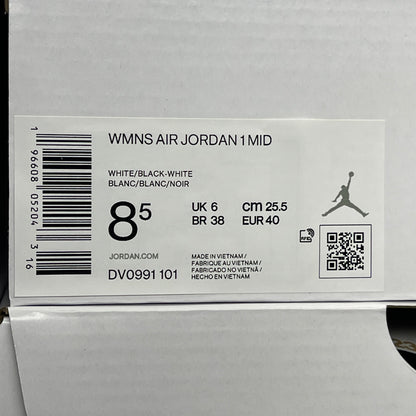 WMNS AIR JORDAN 1 MID
WHITE/BLACK-WHITE
BLANC/BLANC/NOIR
8⁵
UK 6
cm 25.5
BR 38
EUR 40
JORDAN.COM
DV0991 101
MADE IN VIETNAM /
FABRIQUE AU VIETNAM /
FABRICADO NO VIETNÃ /
HECHO EN VIETNAM
RFID
1 96608 05204 3 16